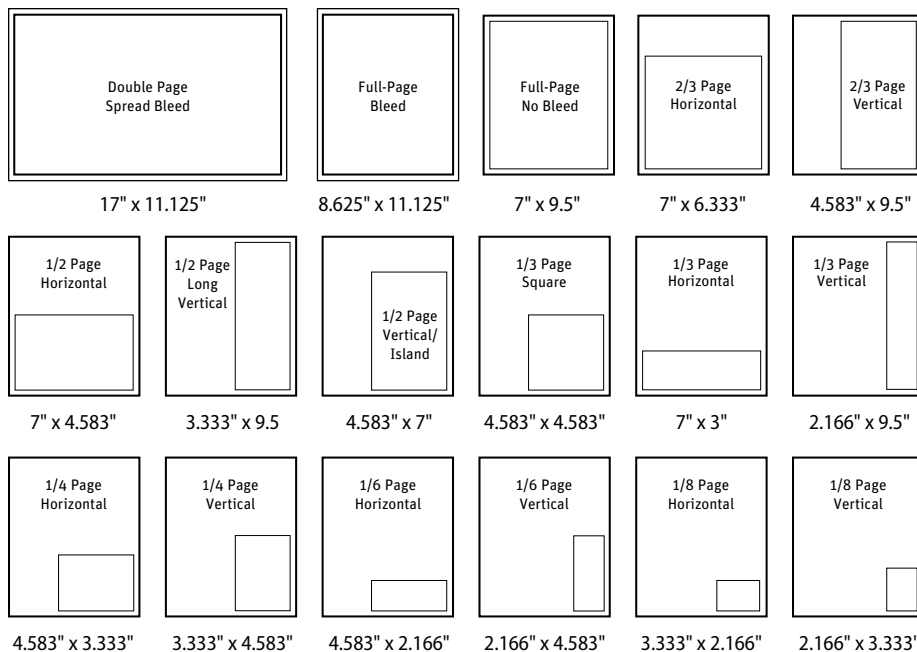 Double Page
Spread Bleed
Full-Page
Bleed
Full-Page
No Bleed
2/3 Page
Horizontal
2/3 Page
Vertical
17" x 11.125"
8.625" x 11.125"
7" x 9.5"
7" x 6.333"
4.583" x 9.5"
1/2 Page
Horizontal
1/2 Page
Long
Vertical
1/2 Page
Vertical/
Island
1/3 Page
Square
1/3 Page
Horizontal
1/3 Page
Vertical
7" x 4.583"
3.333" x 9.5
4.583" x 7"
4.583" x 4.583"
7" x 3"
2.166" x 9.5"
1/4 Page
Horizontal
1/4 Page
Vertical
1/6 Page
Horizontal
1/6 Page
Vertical
1/8 Page
Horizontal
1/8 Page
Vertical
4.583" x 3.333"
3.333" x 4.583"
4.583" x 2.166"
2.166" x 4.583"
3.333" x 2.166"
2.166" x 3.333"